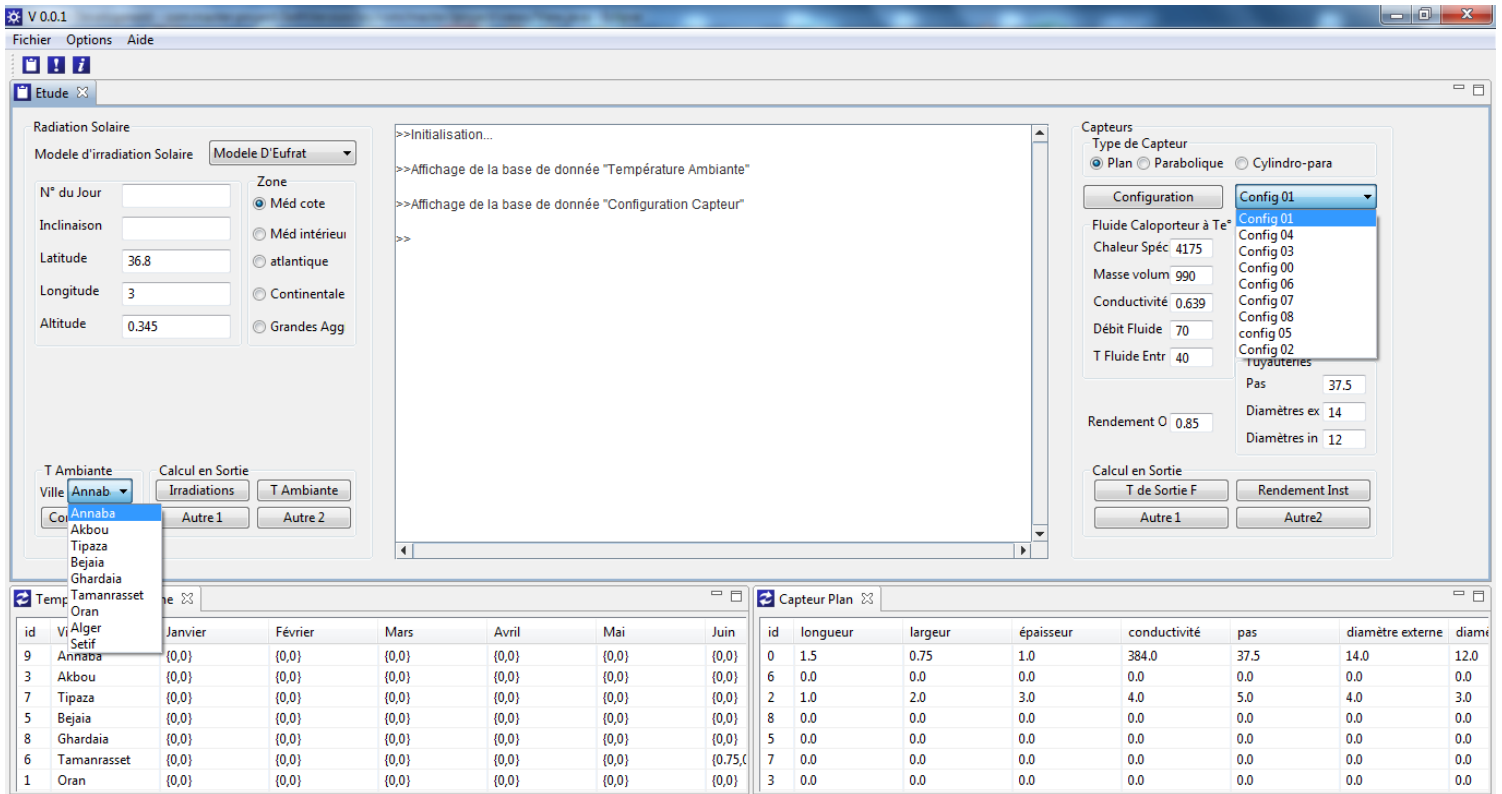 V 0.0.1
Fichier Options Aide
Etude
Radiation Solaire
Modele d'irradiation Solaire Modele D'Eufrat
N° du Jour
Inclinaison
Latitude 36.8
Longitude 3
Altitude 0.345
Zone
Méd cote
Méd intérieur
atlantique
Continentale
Grandes Agg
T Ambiante
Ville Annab
Annaba
Akbou
Tipaza
Bejaia
Ghardaia
Tamanrasset
Oran
Alger
Setif
Calcul en Sortie
Irradiations T Ambiante
Autre 1 Autre 2
>>Initialisation...
>>Affichage de la base de donnée "Température Ambiante"
>>Affichage de la base de donnée "Configuration Capteur"
>>
Capteurs
Type de Capteur
Plan Parabolique Cylindro-para
Configuration Config 01
Config 01
Config 04
Config 03
Config 00
Config 06
Config 07
Config 08
config 05
Config 02
Fluide Caloporteur à Te°
Chaleur Spéc 4175
Masse volum 990
Conductivité 0.639
Débit Fluide 70
T Fluide Entr 40
Rendement O 0.85
Tuyauteries
Pas 37.5
Diamètres ex 14
Diamètres in 12
Calcul en Sortie
T de Sortie F Rendement Inst
Autre 1 Autre2
Capteur Plan
id Janvier Février Mars Avril Mai Juin
9 Annaba {0,0} {0,0} {0,0} {0,0} {0,0} {0,0}
3 Akbou {0,0} {0,0} {0,0} {0,0} {0,0} {0,0}
7 Tipaza {0,0} {0,0} {0,0} {0,0} {0,0} {0,0}
5 Bejaia {0,0} {0,0} {0,0} {0,0} {0,0} {0,0}
8 Ghardaia {0,0} {0,0} {0,0} {0,0} {0,0} {0,0}
6 Tamanrasset {0,0} {0,0} {0,0} {0,0} {0,0} {0.75,0
1 Oran {0,0} {0,0} {0,0} {0,0} {0,0} {0,0}
id longueur largeur épaisseur conductivité pas diamètre externe diamè
0 1.5 0.75 1.0 384.0 37.5 14.0 12.0
6 0.0 0.0 0.0 0.0 0.0 0.0 0.0
2 1.0 2.0 3.0 4.0 5.0 4.0 3.0
8 0.0 0.0 0.0 0.0 0.0 0.0 0.0
5 0.0 0.0 0.0 0.0 0.0 0.0 0.0
7 0.0 0.0 0.0 0.0 0.0 0.0 0.0
3 0.0 0.0 0.0 0.0 0.0 0.0 0.0